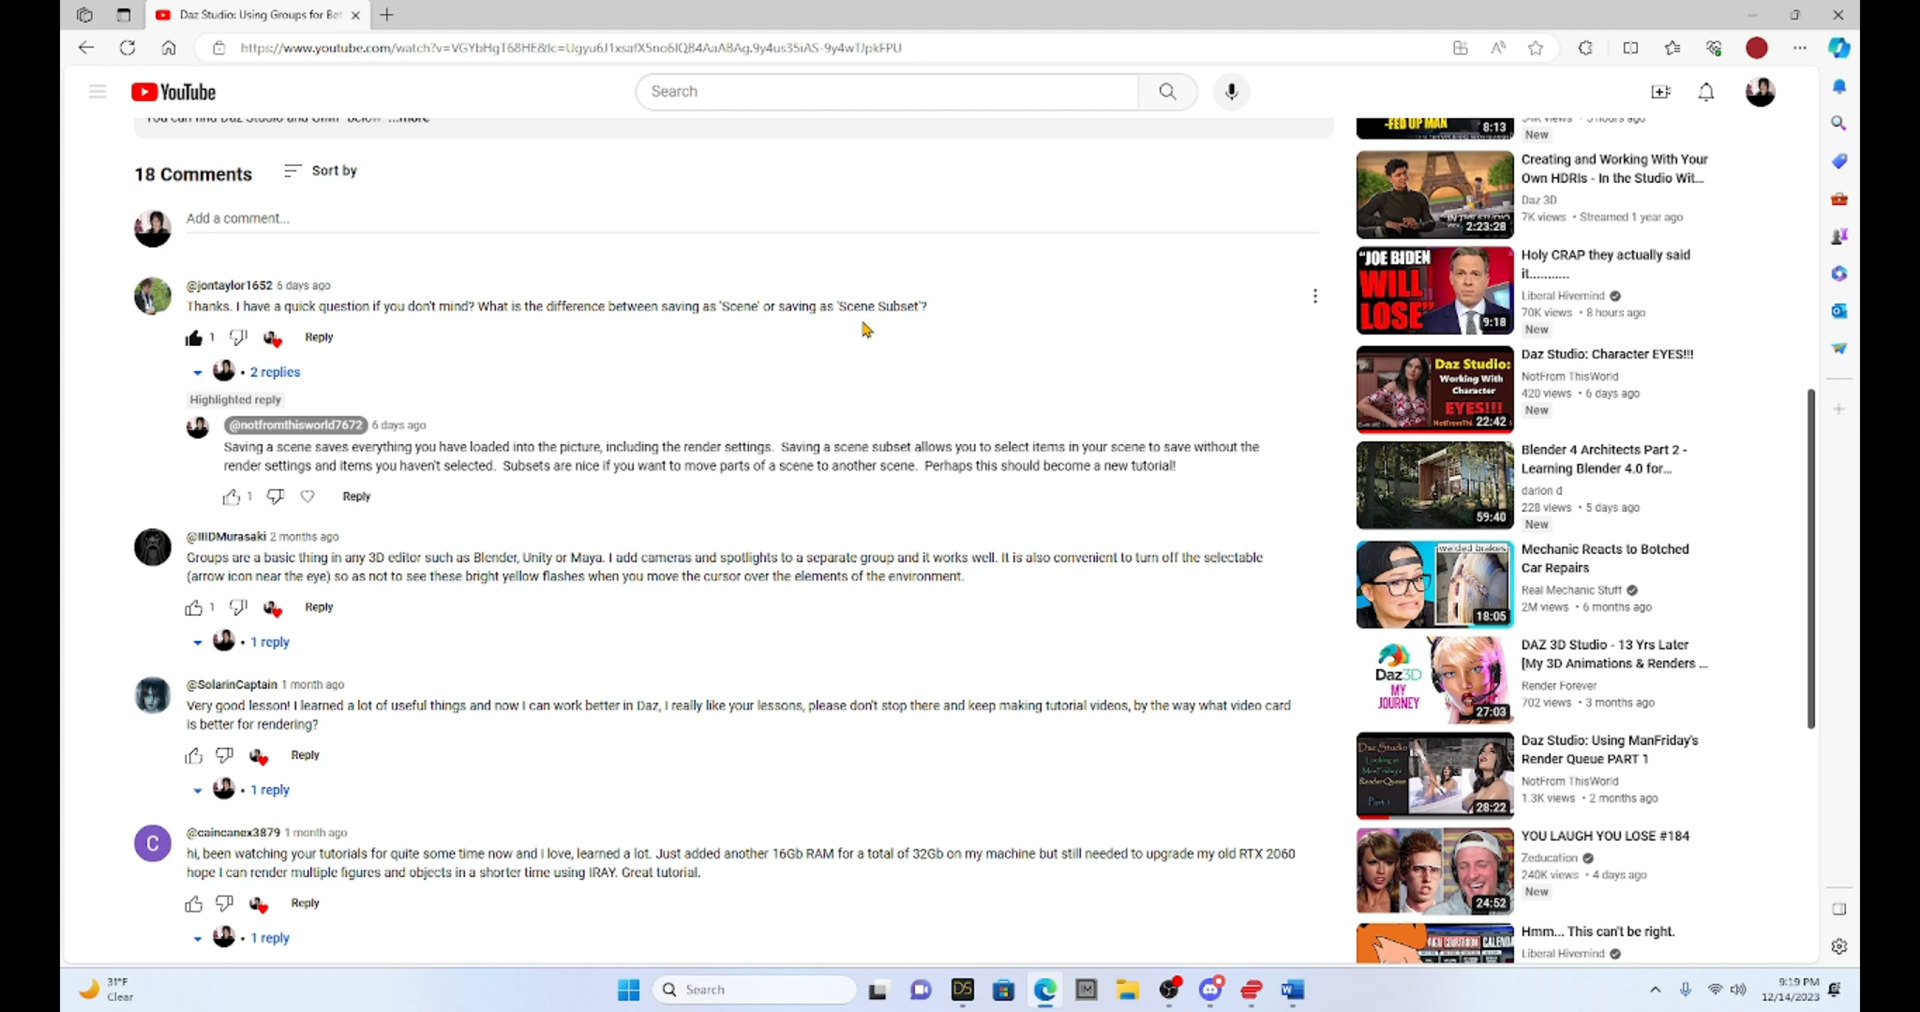 Daz Studio: Using Groups for Bet
https://www.youtube.com/watch?v=VGYbHgT68HE&lc=Ugyu6J1xsafX5no6IQB4AaABAg.9y4us35iAS-9y4wTJpkFPU
YouTube
Search
You can find Daz Studio and GIMP below ...more
18 Comments
Sort by
Add a comment...
@jontaylor1652 6 days ago
Thanks. I have a quick question if you don't mind? What is the difference between saving as 'Scene' or saving as 'Scene Subset'?
1 Reply
• 2 replies
Highlighted reply
@notfromthisworld7672 6 days ago
Saving a scene saves everything you have loaded into the picture, including the render settings. Saving a scene subset allows you to select items in your scene to save without the
render settings and items you haven't selected. Subsets are nice if you want to move parts of a scene to another scene. Perhaps this should become a new tutorial!
1 Reply
@IIIDMurasaki 2 months ago
Groups are a basic thing in any 3D editor such as Blender, Unity or Maya. I add cameras and spotlights to a separate group and it works well. It is also convenient to turn off the selectable
(arrow icon near the eye) so as not to see these bright yellow flashes when you move the cursor over the elements of the environment.
1 Reply
• 1 reply
@SolarinCaptain 1 month ago
Very good lesson! I learned a lot of useful things and now I can work better in Daz, I really like your lessons, please don't stop there and keep making tutorial videos, by the way what video card
is better for rendering?
Reply
• 1 reply
C
@caincanex3879 1 month ago
hi, been watching your tutorials for quite some time now and i love, learned a lot. Just added another 16Gb RAM for a total of 32Gb on my machine but still needed to upgrade my old RTX 2060
hope I can render multiple figures and objects in a shorter time using IRAY. Great tutorial.
Reply
• 1 reply
-FED UP MAN
8:13
New
2:23:28
Creating and Working With Your
Own HDRIs - In the Studio Wit...
Daz 3D
7K views • Streamed 1 year ago
"JOE BIDEN
WILL
LOSE"
9:18
Holy CRAP they actually said
it...........
Liberal Hivemind
70K views • 8 hours ago
New
Daz Studio:
Working With
Character
EYES!!!
22:42
Daz Studio: Character EYES!!!
NotFrom ThisWorld
420 views • 6 days ago
New
59:40
Blender 4 Architects Part 2 -
Learning Blender 4.0 for...
darion d
228 views • 5 days ago
New
welded brakes
18:05
Mechanic Reacts to Botched
Car Repairs
Real Mechanic Stuff
2M views • 6 months ago
Daz3D
MY
JOURNEY
27:03
DAZ 3D Studio - 13 Yrs Later
[My 3D Animations & Renders ...
Render Forever
702 views • 3 months ago
Daz Studio
Looking at
ManFriday's
RenderQueue
Part 1
28:22
Daz Studio: Using ManFriday's
Render Queue PART 1
NotFrom ThisWorld
1.3K views • 2 months ago
24:52
YOU LAUGH YOU LOSE #184
Zeducation
240K views • 4 days ago
New
Hmm... This can't be right.
Liberal Hivemind
31°F
Clear
Search
9:19 PM
12/14/2023